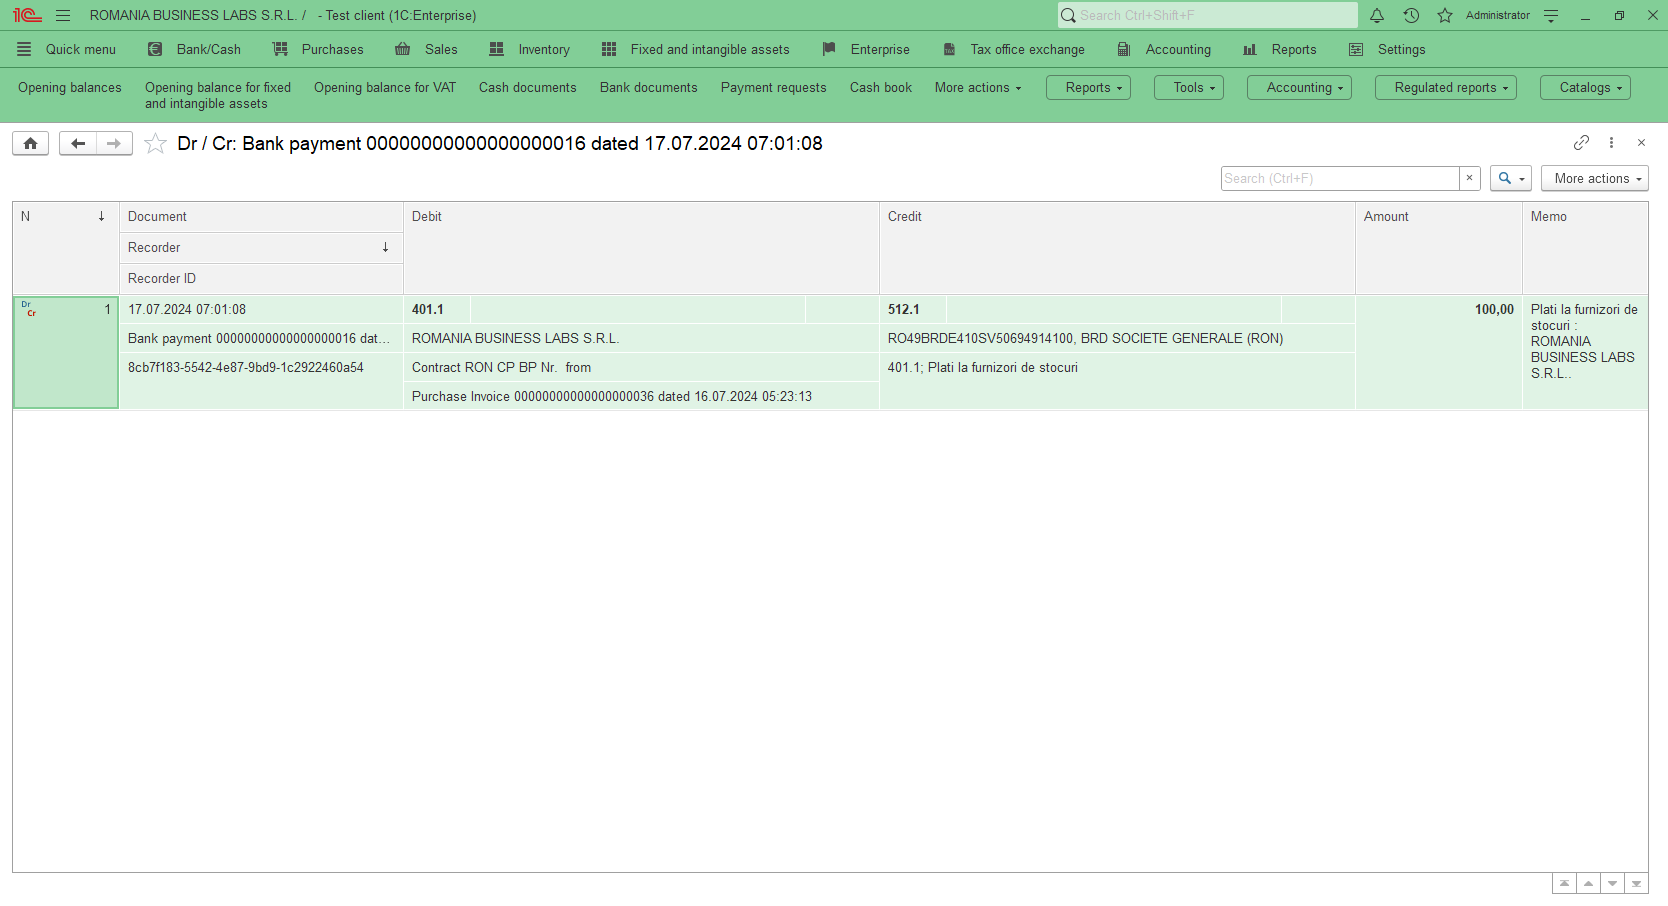 1C ROMANIA BUSINESS LABS S.R.L. / - Test client (1C:Enterprise) Search Ctrl+Shift+F Administrator
Quick menu Bank/Cash Purchases Sales Inventory Fixed and intangible assets Enterprise Tax office exchange Accounting Reports Settings
Opening balances Opening balance for fixed Opening balance for VAT Cash documents Bank documents Payment requests Cash book More actions Reports Tools Accounting Regulated reports Catalogs
and intangible assets
Dr / Cr: Bank payment 00000000000000000016 dated 17.07.2024 07:01:08
Search (Ctrl+F) × More actions
N Document Debit Credit Amount Memo
Recorder
Recorder ID
Dr Cr 1 17.07.2024 07:01:08 401.1 512.1 100,00 Plati la furnizori de
stocuri :
Bank payment 00000000000000000016 dat... ROMANIA BUSINESS LABS S.R.L. RO49BRDE410SV50694914100, BRD SOCIETE GENERALE (RON) ROMANIA
BUSINESS LABS
8cb7f183-5542-4e87-9bd9-1c2922460a54 Contract RON CP BP Nr. from 401.1; Plati la furnizori de stocuri S.R.L..
Purchase Invoice 00000000000000000036 dated 16.07.2024 05:23:13